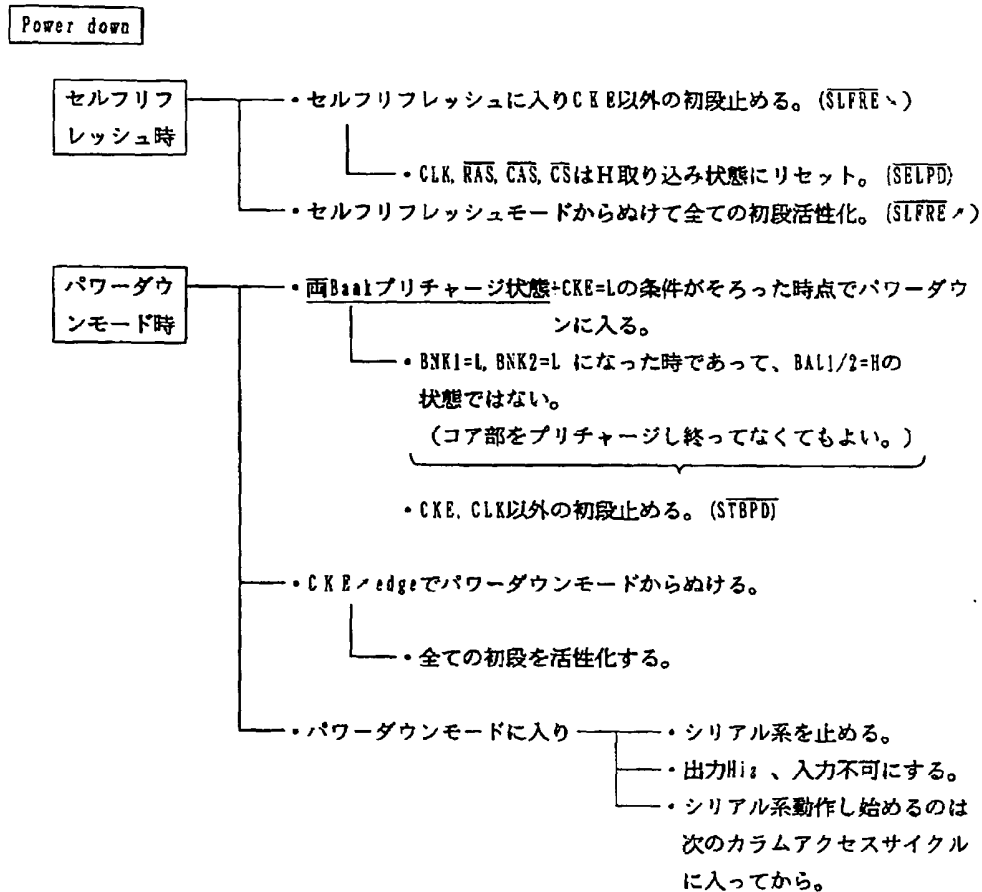 Power down
セルフリフ
レッシュ時
・セルフリフレッシュに入りCKE以外の初段止める。(SLFRE↘)
・CLK, RAS, CAS, CSはH取り込み状態にリセット。(SELPD)
・セルフリフレッシュモードからぬけて全ての初段活性化。(SLFRE↗)
パワーダウ
ンモード時
・両Bankプリチャージ状態+CKE=Lの条件がそろった時点でパワーダウ
ンに入る。
・BNK1=L, BNK2=L になった時であって、BAL1/2=Hの
状態ではない。
(コア部をプリチャージし終ってなくてもよい。)
・CKE, CLK以外の初段止める。(STBPD)
・CKE↗edgeでパワーダウンモードからぬける。
・全ての初段を活性化する。
・パワーダウンモードに入り
・シリアル系を止める。
・出力Hiz 、入力不可にする。
・シリアル系動作し始めるのは
次のカラムアクセスサイクル
に入ってから。